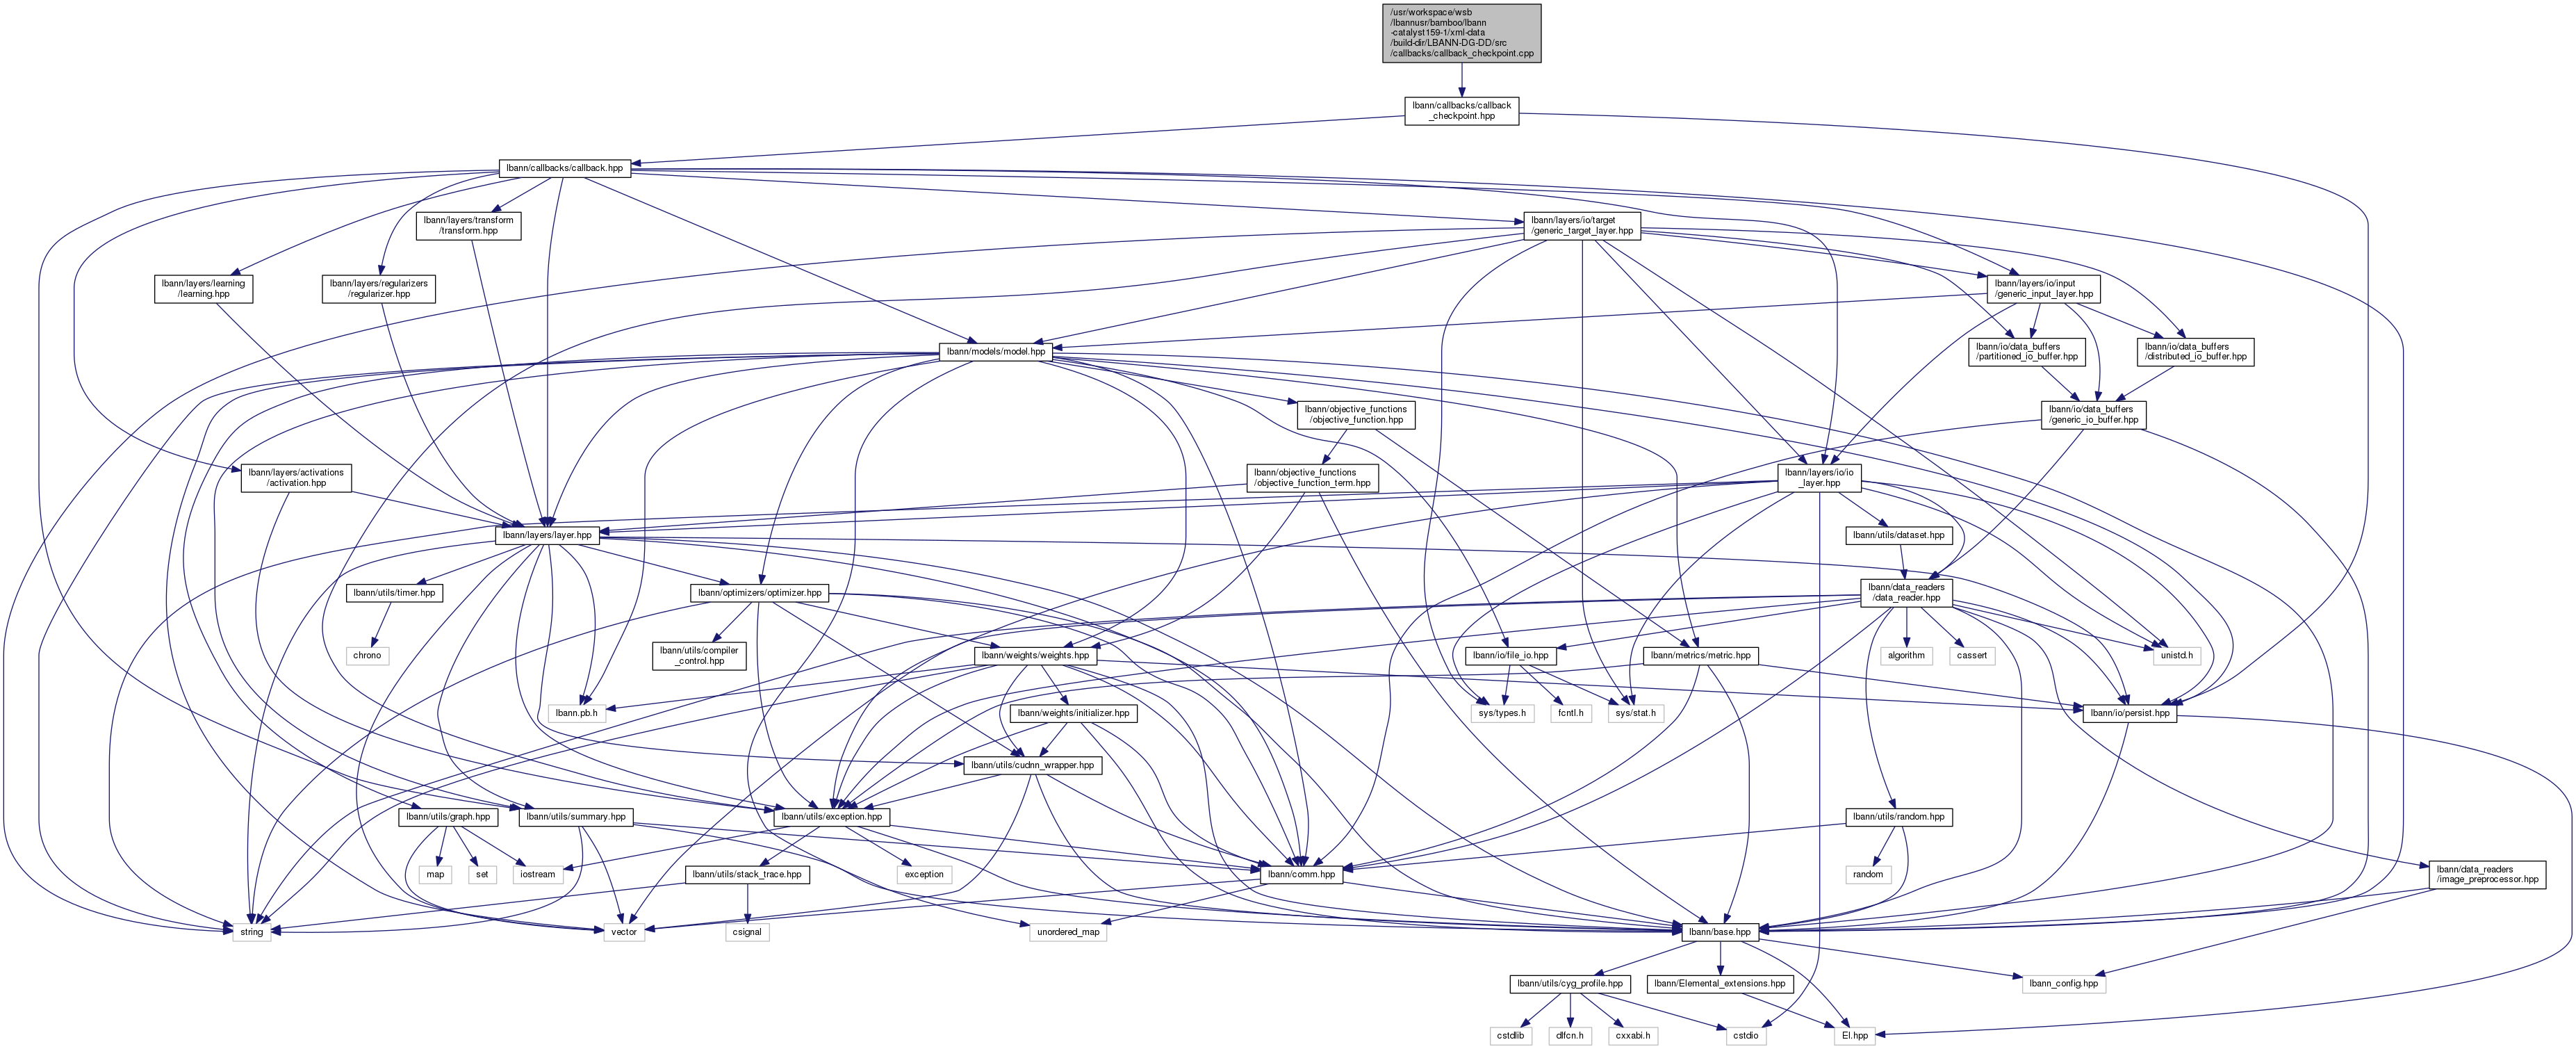 /usr/workspace/wsb
/lbannusr/bamboo/lbann
-catalyst159-1/xml-data
/build-dir/LBANN-DG-DD/src
/callbacks/callback_checkpoint.cpp
lbann/callbacks/callback
_checkpoint.hpp
lbann/callbacks/callback.hpp
lbann/layers/transform
/transform.hpp
lbann/layers/io/target
/generic_target_layer.hpp
lbann/layers/learning
/learning.hpp
lbann/layers/regularizers
/regularizer.hpp
lbann/layers/io/input
/generic_input_layer.hpp
lbann/models/model.hpp
lbann/io/data_buffers
/partitioned_io_buffer.hpp
lbann/io/data_buffers
/distributed_io_buffer.hpp
lbann/objective_functions
/objective_function.hpp
lbann/io/data_buffers
/generic_io_buffer.hpp
lbann/layers/activations
/activation.hpp
lbann/objective_functions
/objective_function_term.hpp
lbann/layers/io/io
_layer.hpp
lbann/layers/layer.hpp
lbann/utils/dataset.hpp
lbann/utils/timer.hpp
lbann/optimizers/optimizer.hpp
lbann/data_readers
/data_reader.hpp
chrono
lbann/utils/compiler
_control.hpp
lbann/weights/weights.hpp
lbann/io/file_io.hpp
lbann/metrics/metric.hpp
algorithm
cassert
unistd.h
lbann.pb.h
lbann/weights/initializer.hpp
sys/types.h
fcntl.h
sys/stat.h
lbann/io/persist.hpp
lbann/utils/cudnn_wrapper.hpp
lbann/utils/graph.hpp
lbann/utils/summary.hpp
lbann/utils/exception.hpp
lbann/utils/random.hpp
map
set
iostream
lbann/utils/stack_trace.hpp
exception
lbann/comm.hpp
random
lbann/data_readers
/image_preprocessor.hpp
string
vector
csignal
unordered_map
lbann/base.hpp
lbann/utils/cyg_profile.hpp
lbann/Elemental_extensions.hpp
lbann_config.hpp
cstdlib
dlfcn.h
cxxabi.h
cstdio
El.hpp